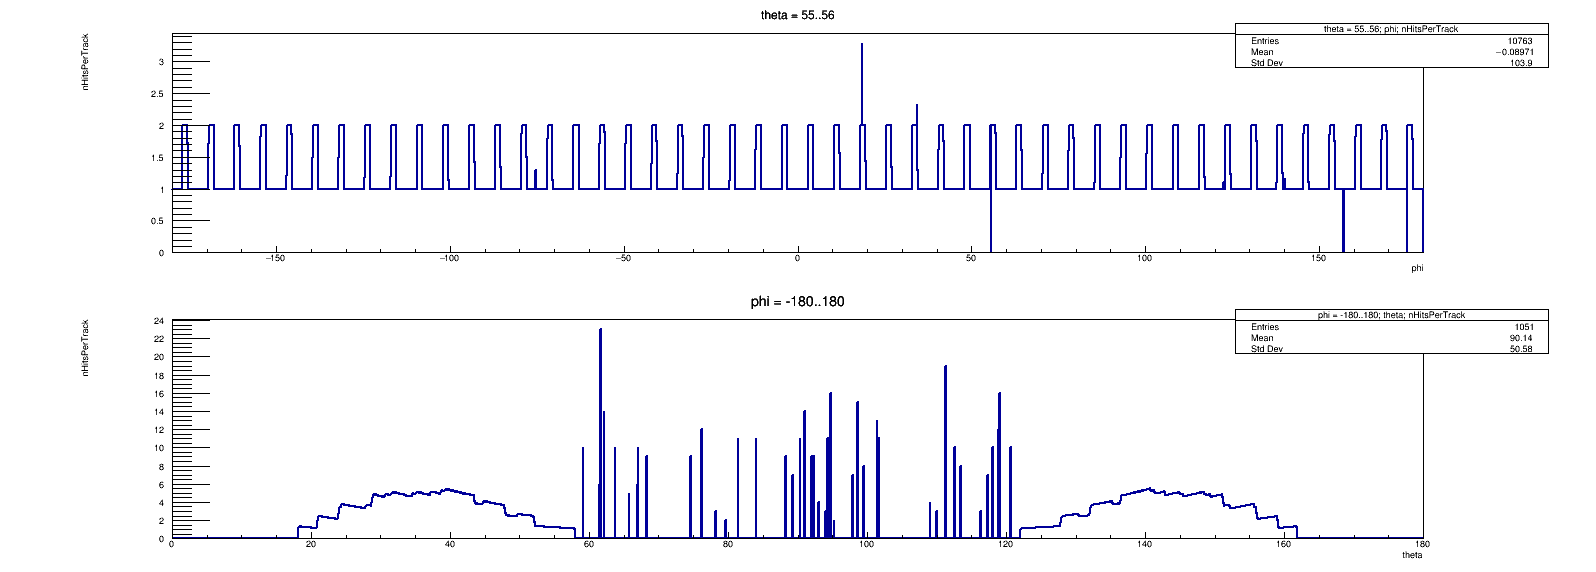 theta = 55..56
nHitsPerTrack
theta = 55..56; phi; nHitsPerTrack
Entries 10763
Mean −0.08971
Std Dev 103.9
3
2.5
2
1.5
1
0.5
0
−150 −100 −50 0 50 100 150
phi
phi = -180..180
nHitsPerTrack
phi = -180..180; theta; nHitsPerTrack
Entries 1051
Mean 90.14
Std Dev 50.58
24
22
20
18
16
14
12
10
8
6
4
2
0
0 20 40 60 80 100 120 140 160 180
theta